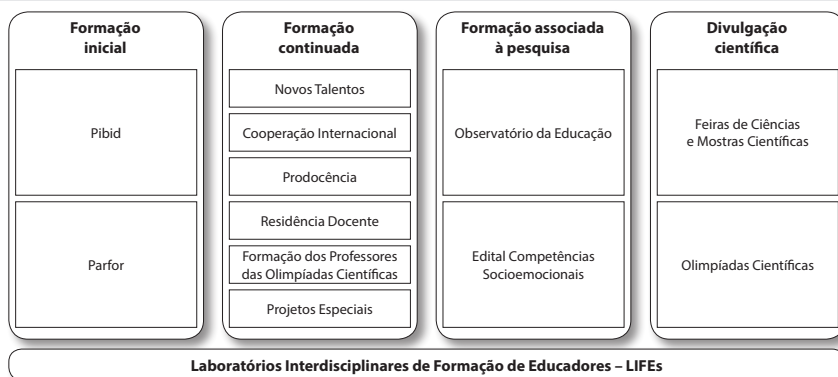 Formação
inicial
Pibid
Parfor
Formação
continuada
Novos Talentos
Cooperação Internacional
Prodocência
Residência Docente
Formação dos Professores
das Olimpíadas Científicas
Projetos Especiais
Formação associada
à pesquisa
Observatório da Educação
Edital Competências
Socioemocionais
Divulgação
científica
Feiras de Ciências
e Mostras Científicas
Olimpíadas Científicas
Laboratórios Interdisciplinares de Formação de Educadores – LIFEs